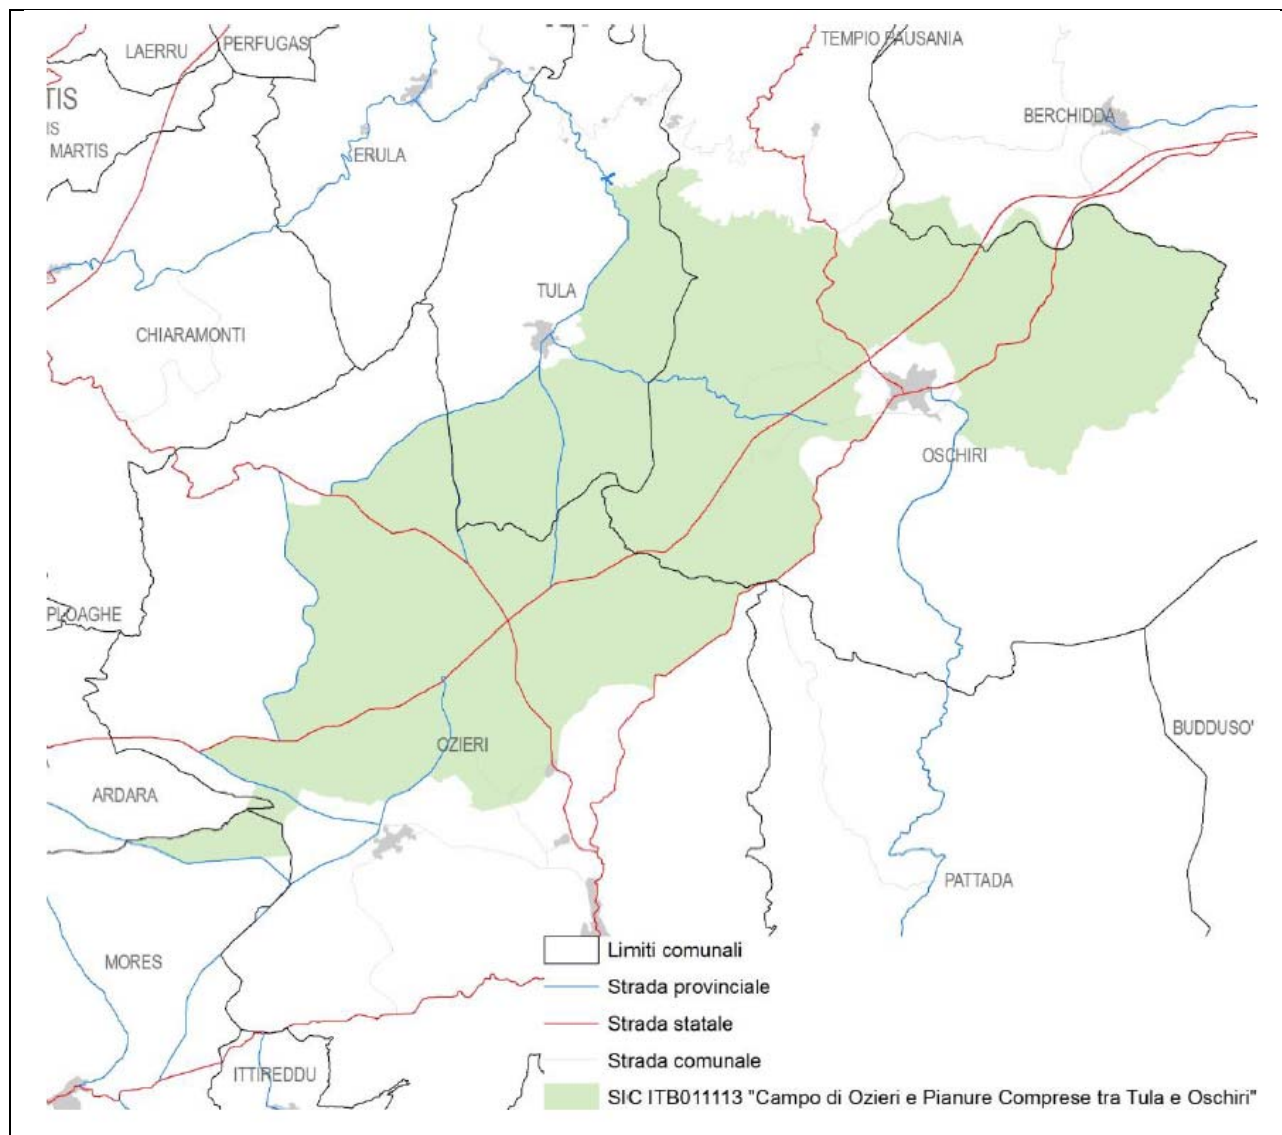 LAERRU
PERFUGAS
TEMPIO PAUSANIA
TIS
IS
MARTIS
BERCHIDDA
ERULA
TULA
CHIARAMONTI
OSCHIRI
PLOAGHE
OZIERI
BUDDUSO'
ARDARA
PATTADA
MORES
ITTIREDDU
Limiti comunali
Strada provinciale
Strada statale
Strada comunale
SIC ITB011113 "Campo di Ozieri e Pianure Comprese tra Tula e Oschiri"